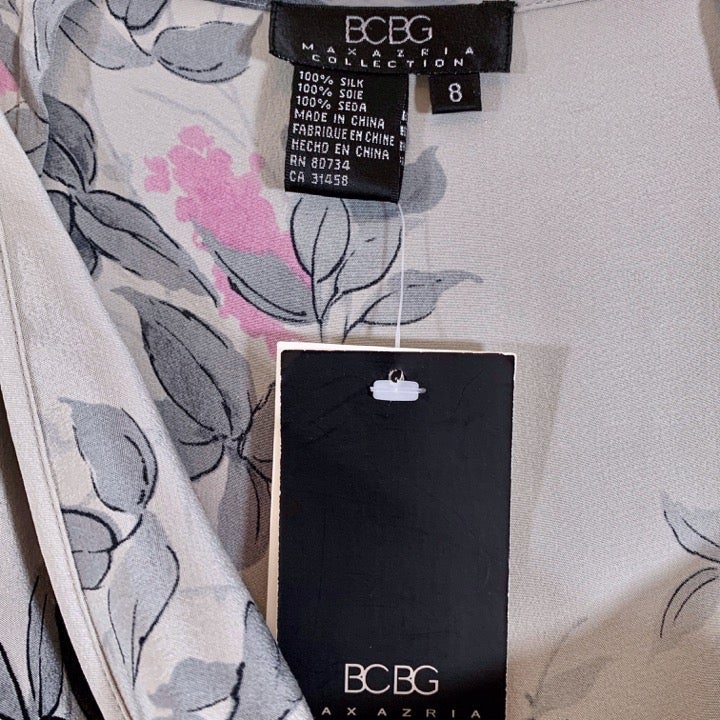 BCBG
MAXAZRIA
COLLECTION
8
100% SILK
100% SOIE
100% SEDA
MADE IN CHINA
FABRIQUE EN CHINE
HECHO EN CHINA
RN 80734
CA 31458
BCBG
AXAZRIA